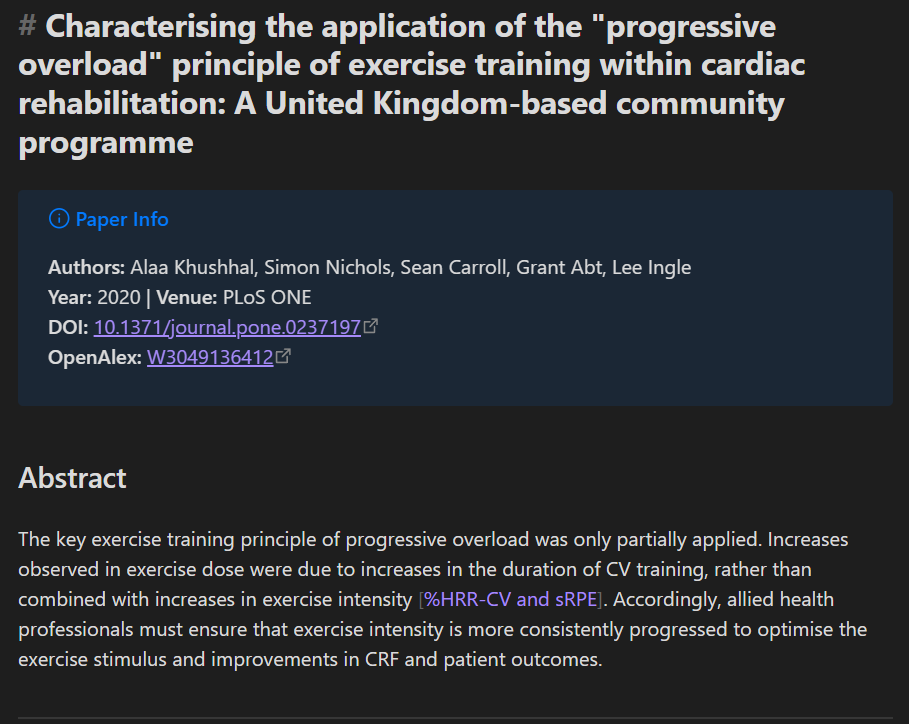 # Characterising the application of the "progressive
overload" principle of exercise training within cardiac
rehabilitation: A United Kingdom-based community
programme
Paper Info
Authors: Alaa Khushhal, Simon Nichols, Sean Carroll, Grant Abt, Lee Ingle
Year: 2020 | Venue: PLoS ONE
DOI: 10.1371/journal.pone.0237197
OpenAlex: W3049136412
Abstract
The key exercise training principle of progressive overload was only partially applied. Increases
observed in exercise dose were due to increases in the duration of CV training, rather than
combined with increases in exercise intensity [%HRR-CV and sRPE]. Accordingly, allied health
professionals must ensure that exercise intensity is more consistently progressed to optimise the
exercise stimulus and improvements in CRF and patient outcomes.